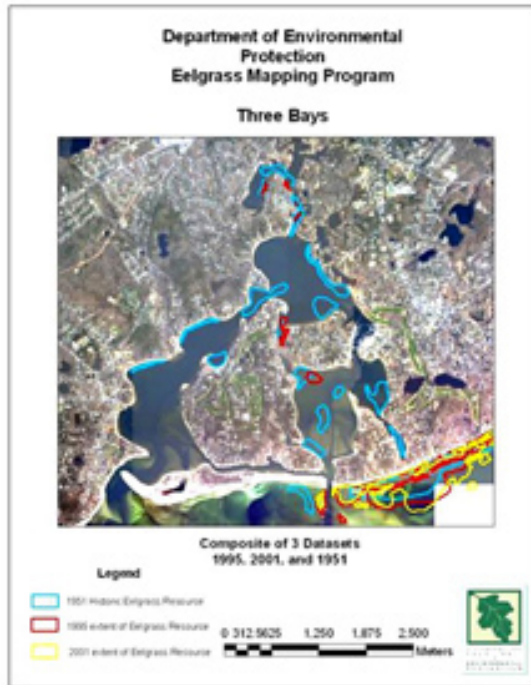 Department of Environmental
Protection
Eelgrass Mapping Program
Three Bays
Composite of 3 Datasets
1995, 2001, and 1951
Legend
1951 Historic Eelgrass Resource
1995 extent of Eelgrass Resource
2001 extent of Eelgrass Resource
0 312.5625 1,250 1,875 2,500
Meters